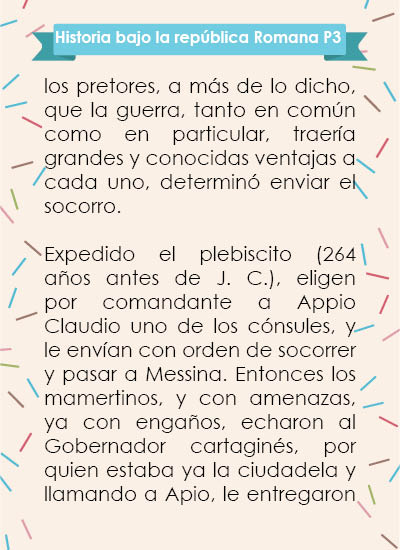 Historia bajo la república Romana P3
los pretores, a más de lo dicho,
que la guerra, tanto en común
como en particular, traería
grandes y conocidas ventajas a
cada uno, determinó enviar el
socorro.
Expedido el plebiscito (264
años antes de J. C.), eligen
por comandante a Appio
Claudio uno de los cónsules, y
le envían con orden de socorrer
y pasar a Messina. Entonces los
mamertinos, y con amenazas,
ya con engaños, echaron al
Gobernador cartaginés, por
quien estaba ya la ciudadela y
llamando a Apio, le entregaron